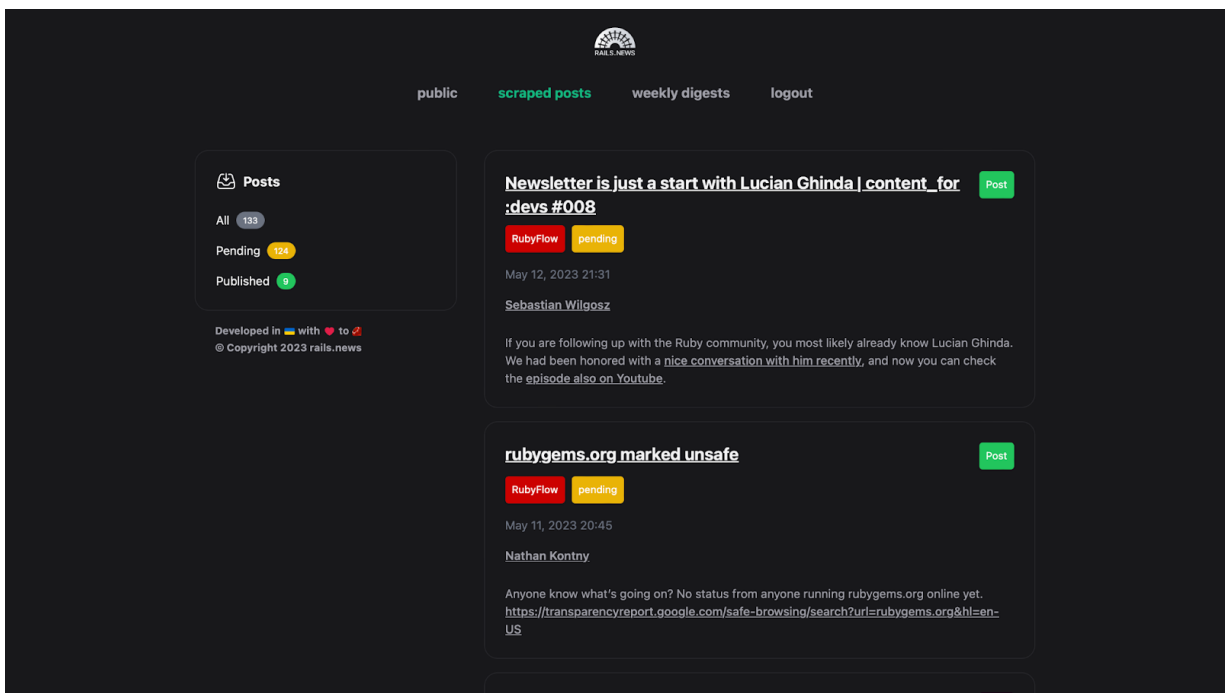 RAILS.NEWS
public scraped posts weekly digests logout
Posts
All 133
Pending 124
Published 9
Developed in 🇺🇦 with ❤️ to
© Copyright 2023 rails.news
Newsletter is just a start with Lucian Ghinda | content_for
:devs #008
Post
RubyFlow pending
May 12, 2023 21:31
Sebastian Wilgosz
If you are following up with the Ruby community, you most likely already know Lucian Ghinda.
We had been honored with a nice conversation with him recently, and now you can check
the episode also on Youtube.
rubygems.org marked unsafe
Post
RubyFlow pending
May 11, 2023 20:45
Nathan Kontny
Anyone know what's going on? No status from anyone running rubygems.org online yet.
https://transparencyreport.google.com/safe-browsing/search?url=rubygems.org&hl=en-
US